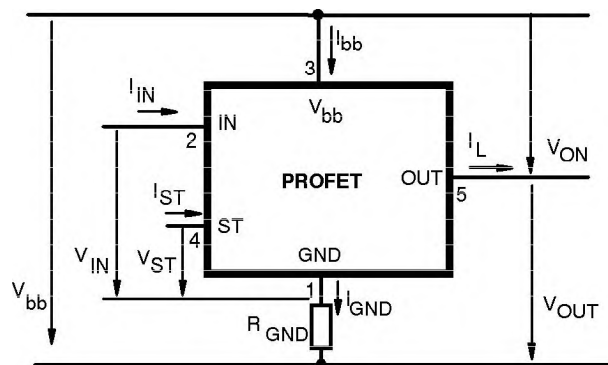 I bb
3
I IN
V bb
IN
2
I L
V ON
PROFET
OUT
I ST
5
ST
4
GND
V IN
V ST
V bb
1
I GND
V OUT
R GND